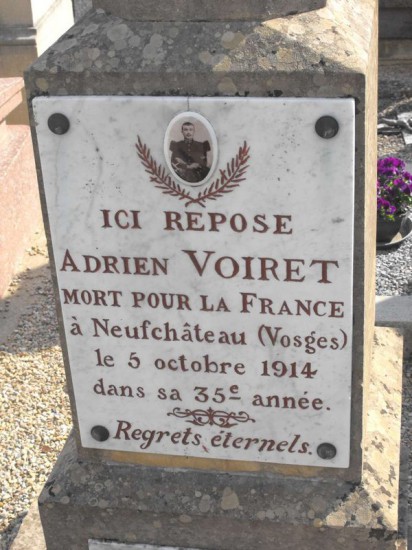 ICI REPOSE
ADRIEN VOIRET
MORT POUR LA FRANCE
à NEUFCHÂTEAU (VOSGES)
le 5 octobre 1914
dans sa 35e année.
Regrets éternels.